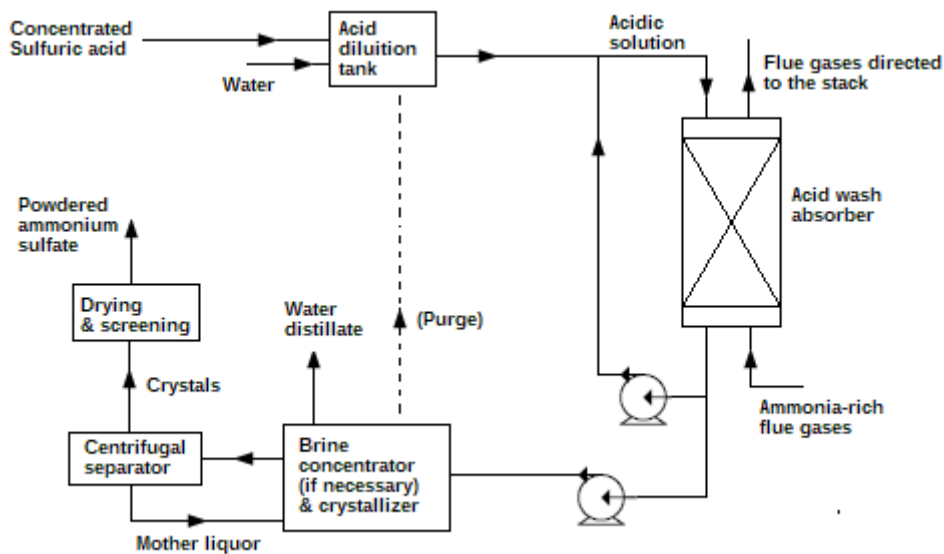 Concentrated
Sulfuric acid
Water
Acid
diluition
tank
Acidic
solution
Flue gases directed
to the stack
Acid wash
absorber
Powdered
ammonium
sulfate
Drying
& screening
Water
distillate
(Purge)
Crystals
Ammonia-rich
flue gases
Centrifugal
separator
Brine
concentrator
(if necessary)
& crystallizer
Mother liquor